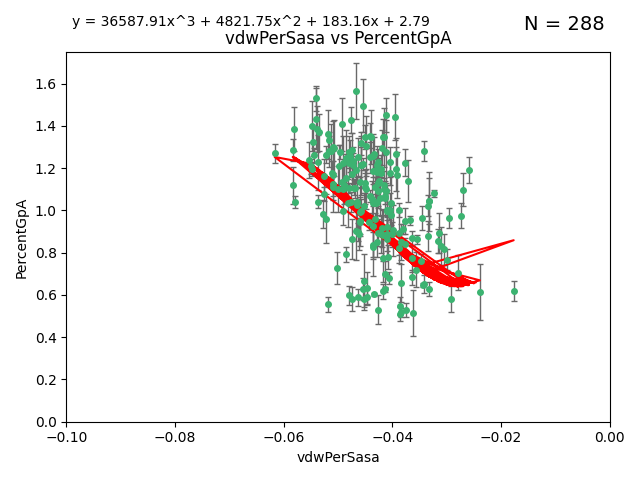 y = 36587.91x^3 + 4821.75x^2 + 183.16x + 2.79
N = 288
vdwPerSasa vs PercentGpA
PercentGpA
1.6
1.4
1.2
1.0
0.8
0.6
0.4
0.2
0.0
−0.10 −0.08 −0.06 −0.04 −0.02 0.00
vdwPerSasa